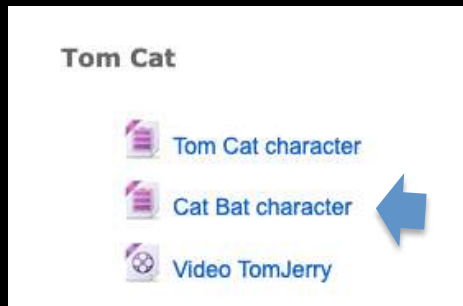 Tom Cat
Tom Cat character
Cat Bat character
Video TomJerry